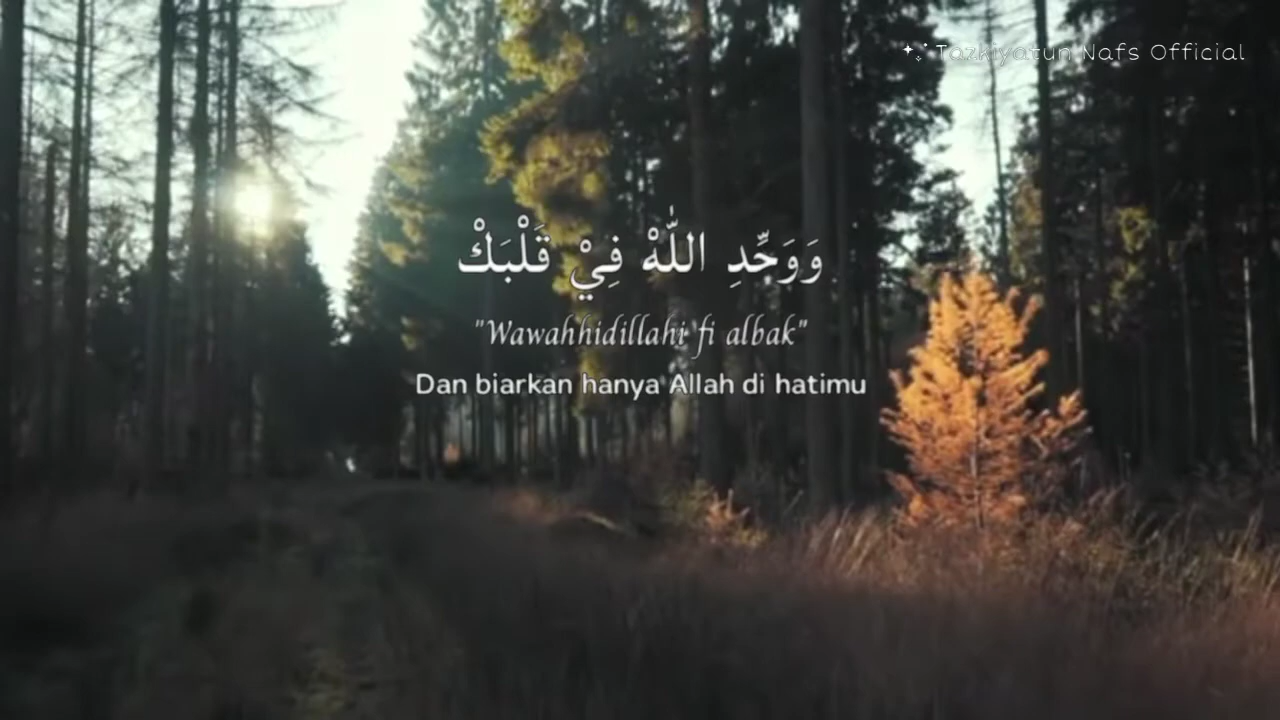 Tazkiyatun Nafs Official
وَوَحِّدِ اللّٰهْ فِيْ قَلْبَكْ
"Wawahhidillahi fi albak"
Dan biarkan hanya Allah di hatimu